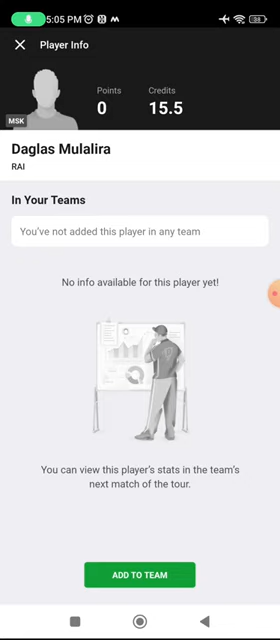 5:05 PM
38
Player Info
Points
Credits
0
15.5
MSK
Daglas Mulalira
RAI
In Your Teams
You've not added this player in any team
No info available for this player yet!
You can view this player's stats in the team's
next match of the tour.
ADD TO TEAM